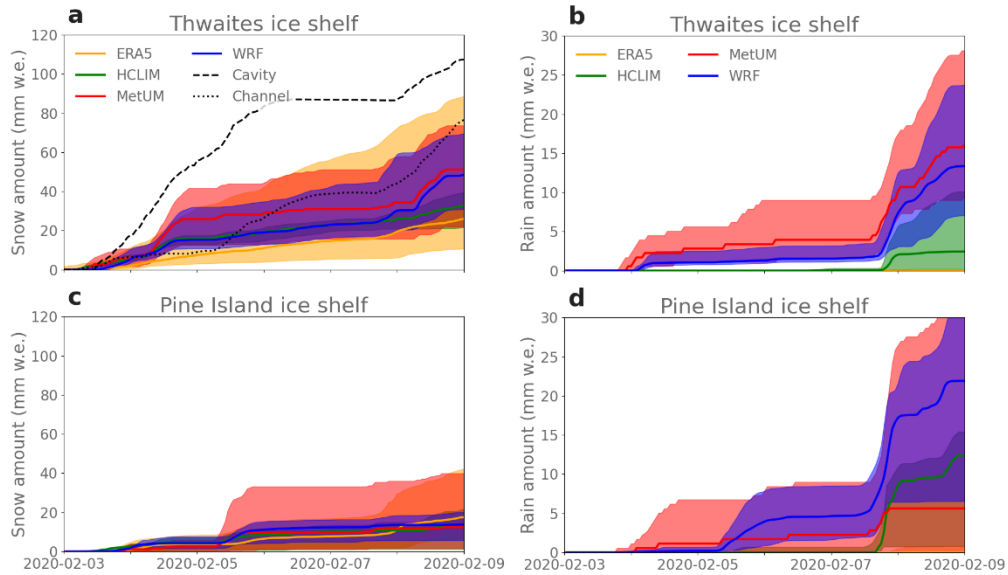 a Thwaites ice shelf
120
100
80
60
40
20
0
Snow amount (mm w.e.)
ERA5 WRF
HCLIM Cavity
MetUM Channel
b Thwaites ice shelf
30
25
20
15
10
5
0
Rain amount (mm w.e.)
ERA5 MetUM
HCLIM WRF
c Pine Island ice shelf
120
100
80
60
40
20
0
Snow amount (mm w.e.)
2020-02-03 2020-02-05 2020-02-07 2020-02-09
d Pine Island ice shelf
30
25
20
15
10
5
0
Rain amount (mm w.e.)
2020-02-03 2020-02-05 2020-02-07 2020-02-09